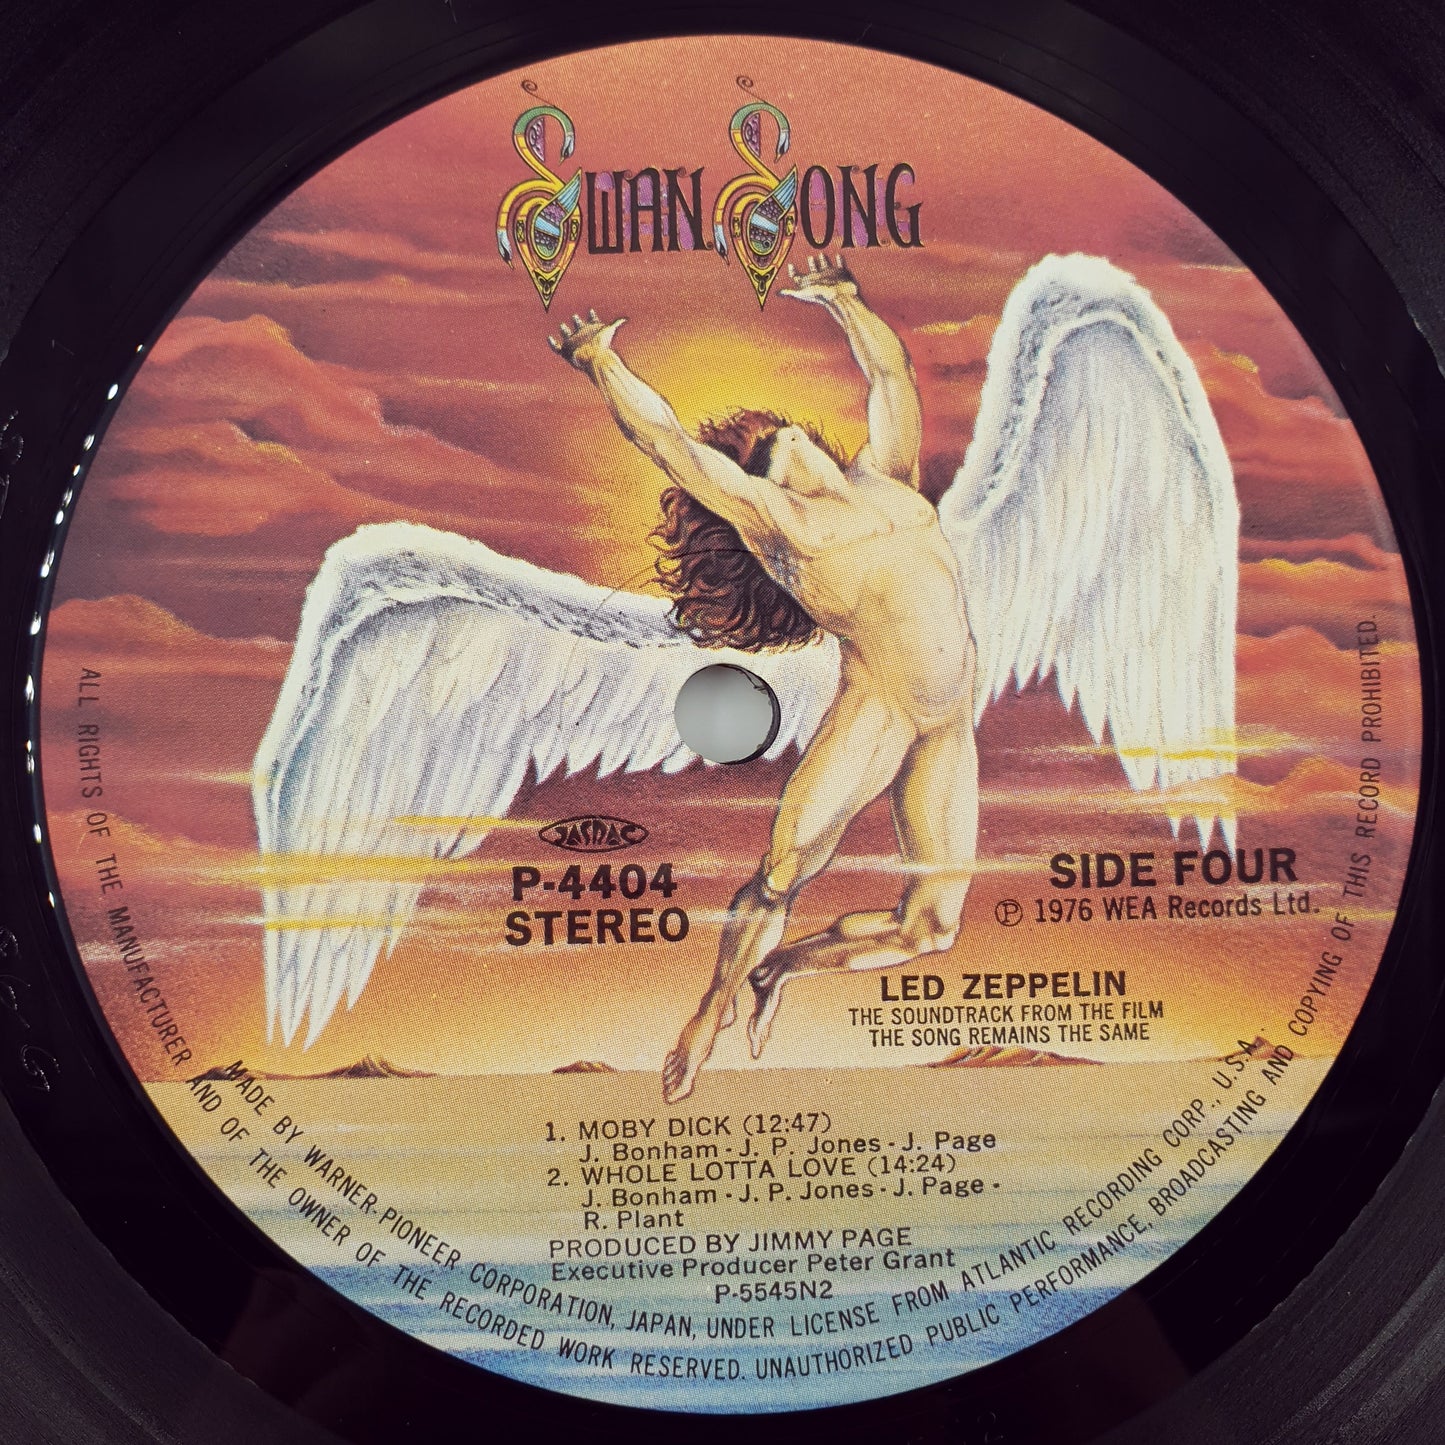 SWAN SONG
JASRAC
P-4404
STEREO
SIDE FOUR
℗ 1976 WEA Records Ltd.
LED ZEPPELIN
THE SOUNDTRACK FROM THE FILM
THE SONG REMAINS THE SAME
1. MOBY DICK (12:47)
J. Bonham - J. P. Jones - J. Page
2. WHOLE LOTTA LOVE (14:24)
J. Bonham - J. P. Jones - J. Page -
R. Plant
PRODUCED BY JIMMY PAGE
Executive Producer Peter Grant
P-5545N2
MADE BY WARNER-PIONEER CORPORATION, JAPAN, UNDER LICENSE FROM ATLANTIC RECORDING CORP., U.S.A.
ALL RIGHTS OF THE MANUFACTURER AND OF THE OWNER OF THE RECORDED WORK RESERVED. UNAUTHORIZED PUBLIC PERFORMANCE, BROADCASTING AND COPYING OF THIS RECORD PROHIBITED.